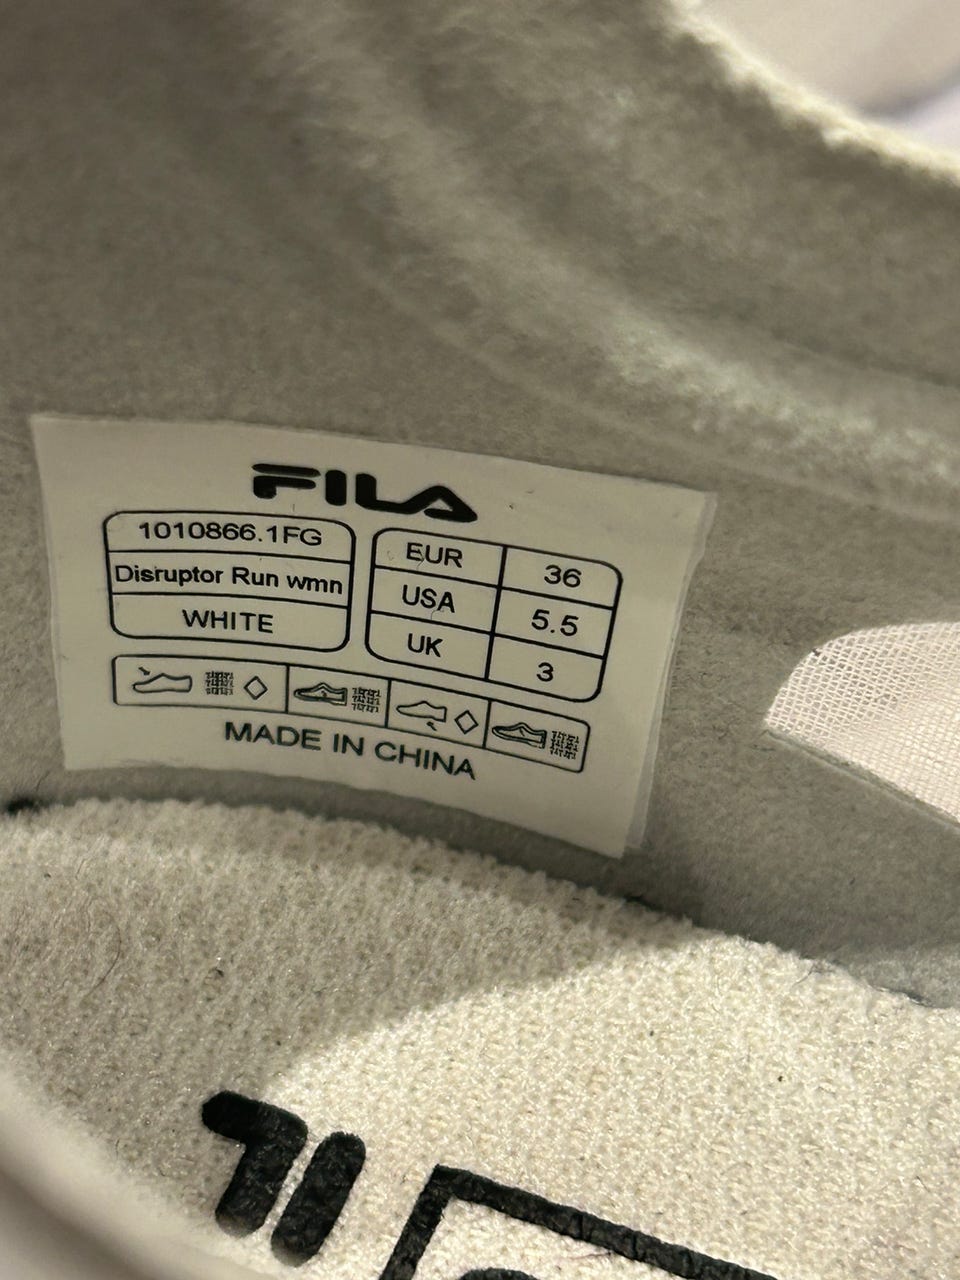 FILA
1010866.1FG
Disruptor Run wmn
WHITE
EUR 36
USA 5.5
UK 3
MADE IN CHINA